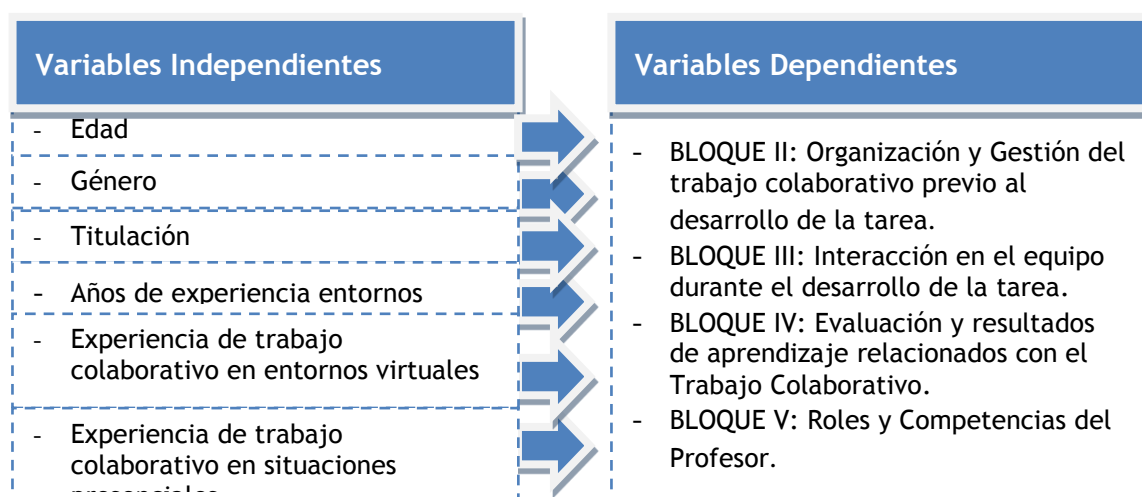 Variables Independientes
- Edad
- Género
- Titulación
- Años de experiencia entornos
- Experiencia de trabajo
colaborativo en entornos virtuales
- Experiencia de trabajo
colaborativo en situaciones
Variables Dependientes
- BLOQUE II: Organización y Gestión del
trabajo colaborativo previo al
desarrollo de la tarea.
- BLOQUE III: Interacción en el equipo
durante el desarrollo de la tarea.
- BLOQUE IV: Evaluación y resultados
de aprendizaje relacionados con el
Trabajo Colaborativo.
- BLOQUE V: Roles y Competencias del
Profesor.